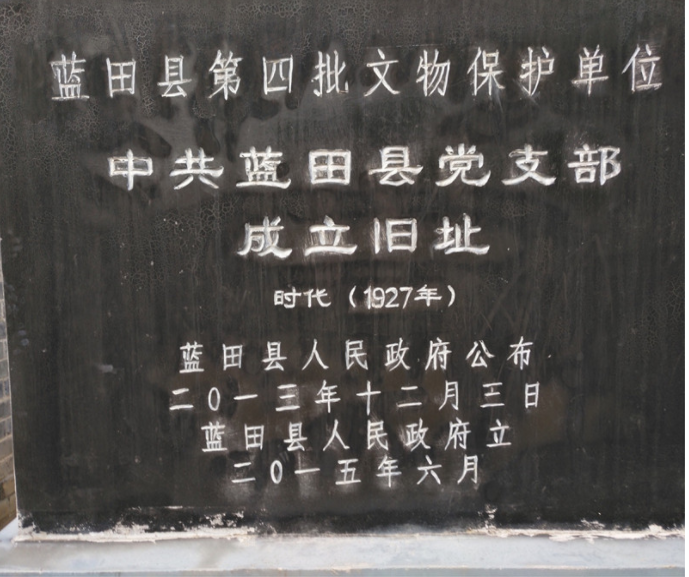 蓝田县第四批文物保护单位
中共蓝田县党支部
成立旧址
时代（1927年）
蓝田县人民政府公布
二〇一三年十二月三日
蓝田县人民政府立
二〇一五年六月